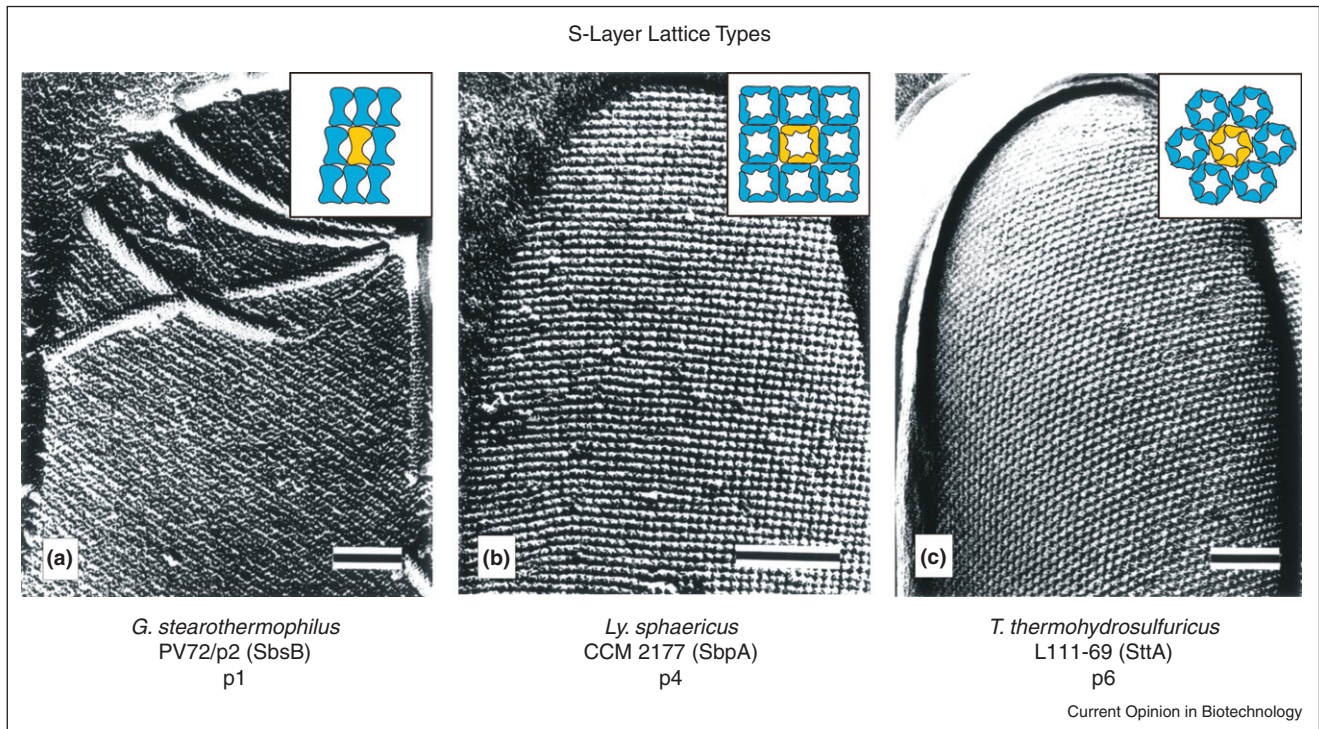 S-Layer Lattice Types
(a)
(b)
(c)
G. stearothermophilus
PV72/p2 (SbsB)
p1
Ly. sphaericus
CCM 2177 (SbpA)
p4
T. thermohydrosulfuricus
L111-69 (SttA)
p6
Current Opinion in Biotechnology